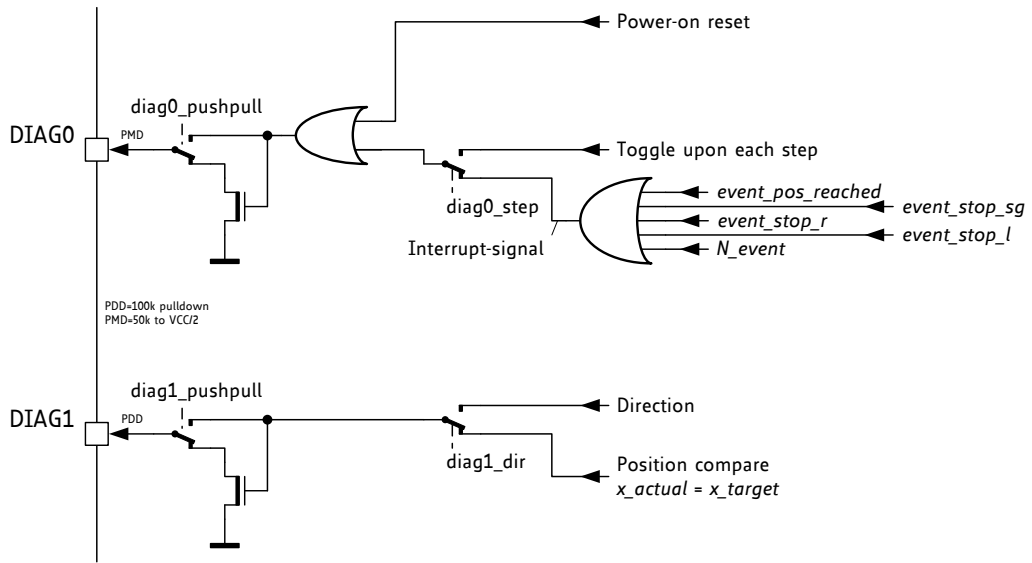 Power-on reset
diag0_pushpull
DIAG0
PMD
Toggle upon each step
event_pos_reached
diag0_step
event_stop_sg
event_stop_r
Interrupt-signal
event_stop_l
N_event
PDD=100k pulldown
PMD=50k to VCC/2
diag1_pushpull
DIAG1
PDD
Direction
diag1_dir
Position compare
x_actual = x_target